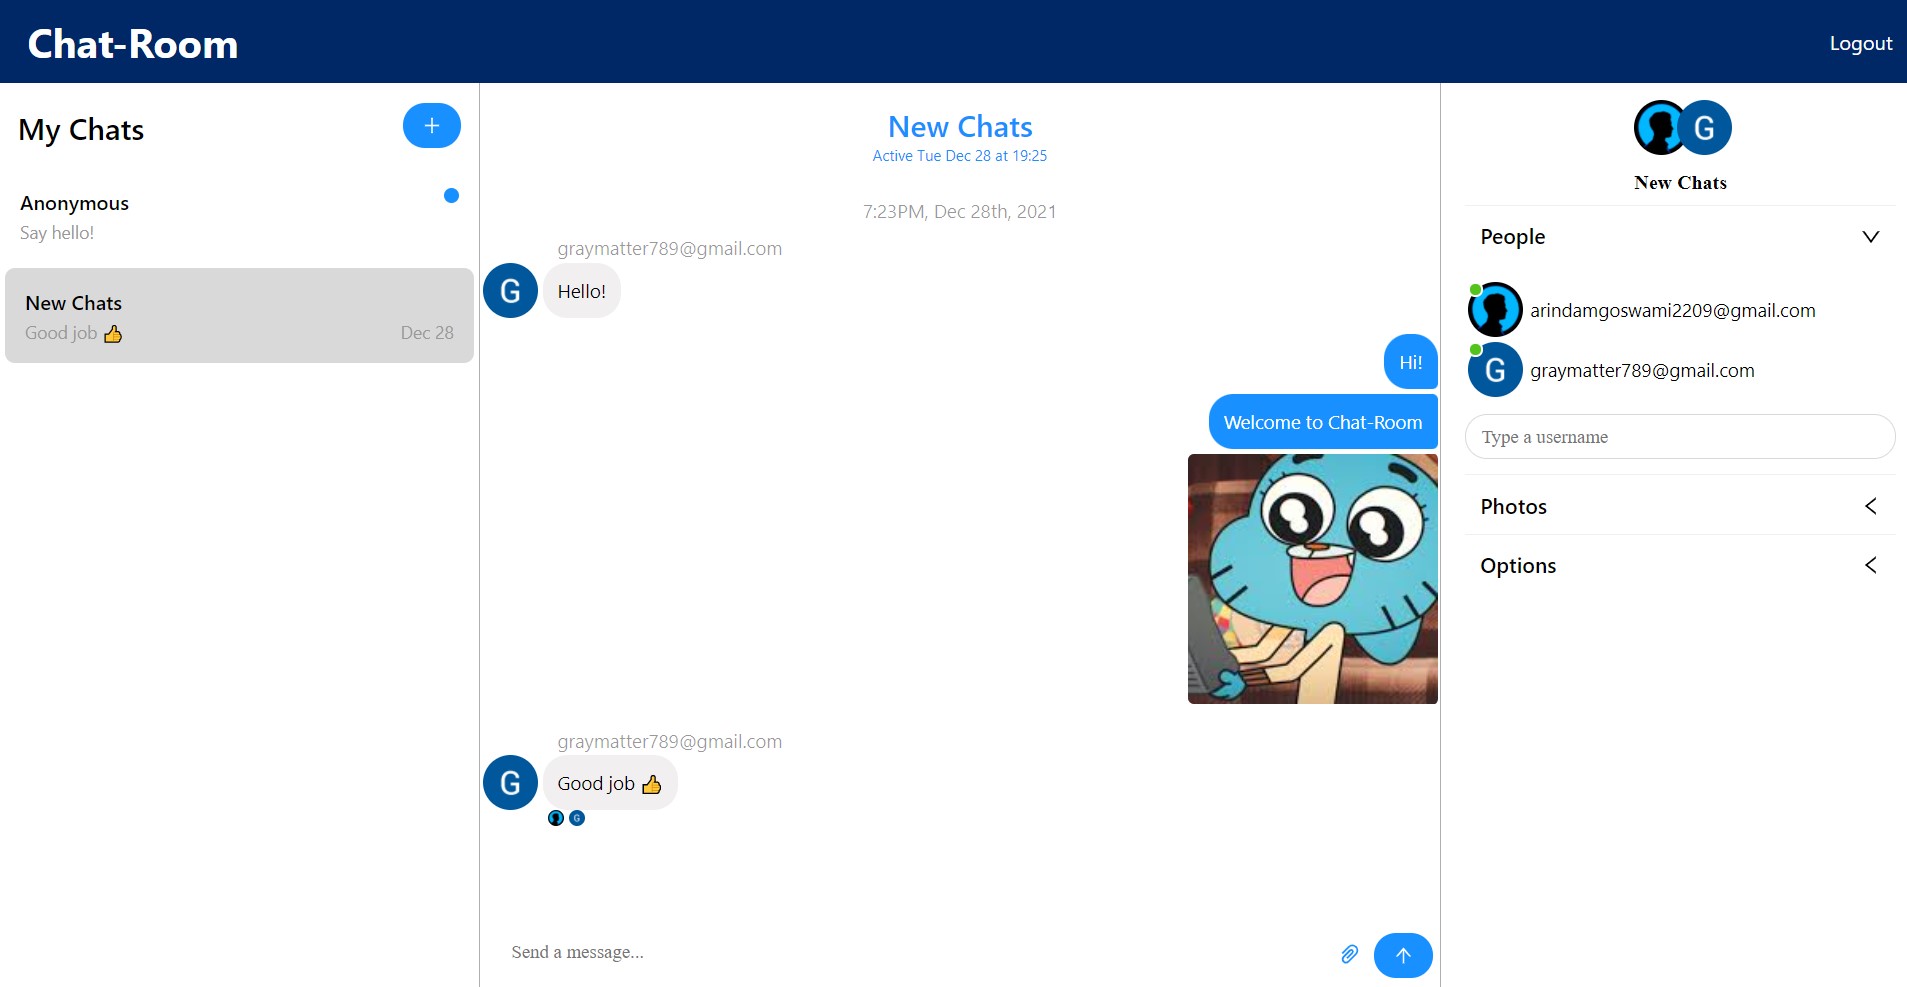 Chat-Room
Logout
My Chats
+
Anonymous
Say hello!
New Chats
Good job 👍
Dec 28
New Chats
Active Tue Dec 28 at 19:25
7:23PM, Dec 28th, 2021
graymatter789@gmail.com
G
Hello!
Hi!
Welcome to Chat-Room
graymatter789@gmail.com
G
Good job 👍
G
Send a message...
G
New Chats
People
arindamgoswami2209@gmail.com
G
graymatter789@gmail.com
Type a username
Photos
Options